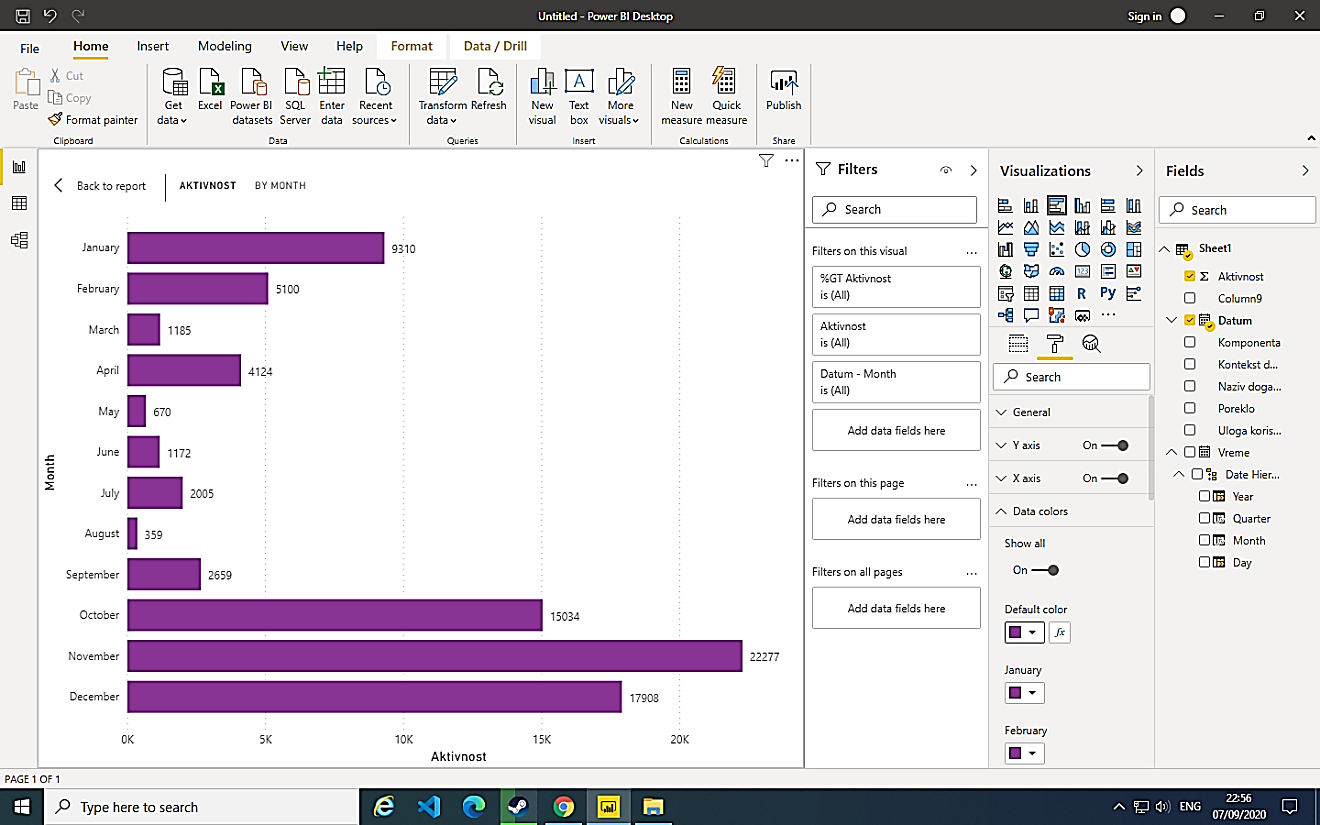 Untitled - Power BI Desktop
Sign in
File Home Insert Modeling View Help Format Data / Drill
Paste
Cut
Copy
Format painter
Clipboard
Get data
Excel
Power BI datasets
SQL Server
Enter data
Recent sources
Data
Transform data
Refresh
Queries
New visual
Text box
More visuals
Insert
New measure
Quick measure
Calculations
Publish
Share
Back to report
AKTIVNOST
BY MONTH
Month
January 9310
February 5100
March 1185
April 4124
May 670
June 1172
July 2005
August 359
September 2659
October 15034
November 22277
December 17908
0K 5K 10K 15K 20K
Aktivnost
Filters
Search
Filters on this visual ...
%GT Aktivnost
is (All)
Aktivnost
is (All)
Datum - Month
is (All)
Add data fields here
Filters on this page ...
Add data fields here
Filters on all pages ...
Add data fields here
Visualizations
123
R
Py
...
Search
General
Y axis On
X axis On
Data colors
Show all
On
Default color
fx
January
February
Fields
Search
Sheet1
Σ Aktivnost
Column9
Datum
Komponenta
Kontekst d...
Naziv doga...
Poreklo
Uloga koris...
Vreme
Date Hier...
Year
Quarter
Month
Day
PAGE 1 OF 1
Type here to search
ENG
22:56
07/09/2020